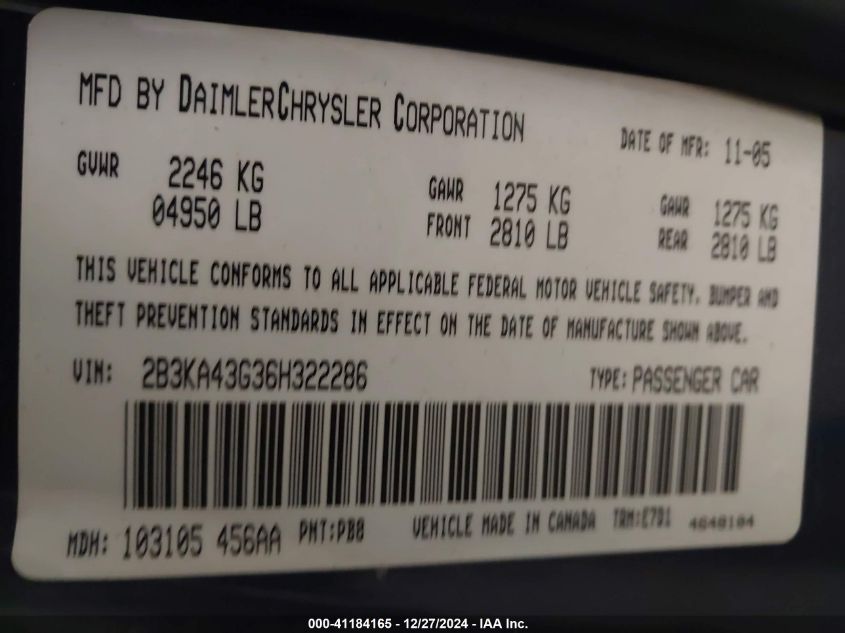 MFD BY DAIMLERCHRYSLER CORPORATION DATE OF MFR: 11-05
GVWR 2246 KG GAWR 1275 KG GAWR 1275 KG
04950 LB FRONT 2810 LB REAR 2810 LB
THIS VEHICLE CONFORMS TO ALL APPLICABLE FEDERAL MOTOR VEHICLE SAFETY, BUMPER AND
THEFT PREVENTION STANDARDS IN EFFECT ON THE DATE OF MANUFACTURE SHOWN ABOVE.
VIN: 2B3KA43G36H322286 TYPE: PASSENGER CAR
MDH: 103105 456AA PNT:PB8 VEHICLE MADE IN CANADA TRM:E7D1 4648104
000-41184165 - 12/27/2024 - IAA Inc.